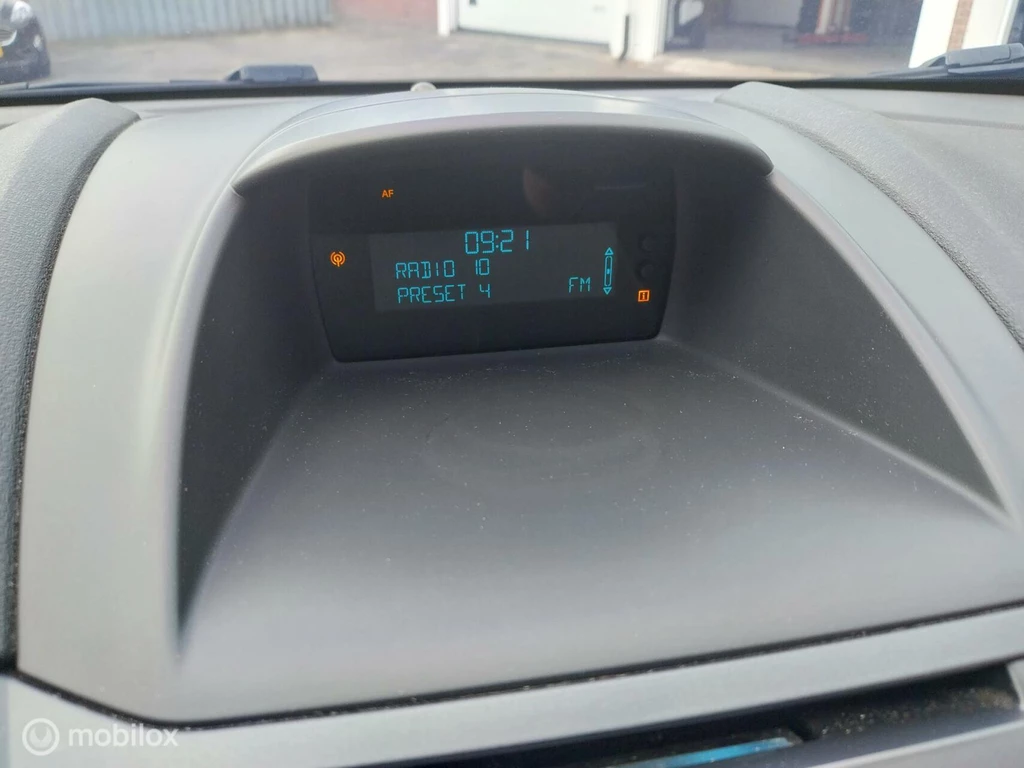 AF
09:21
RADIO 10
PRESET 4 FM
mobilox